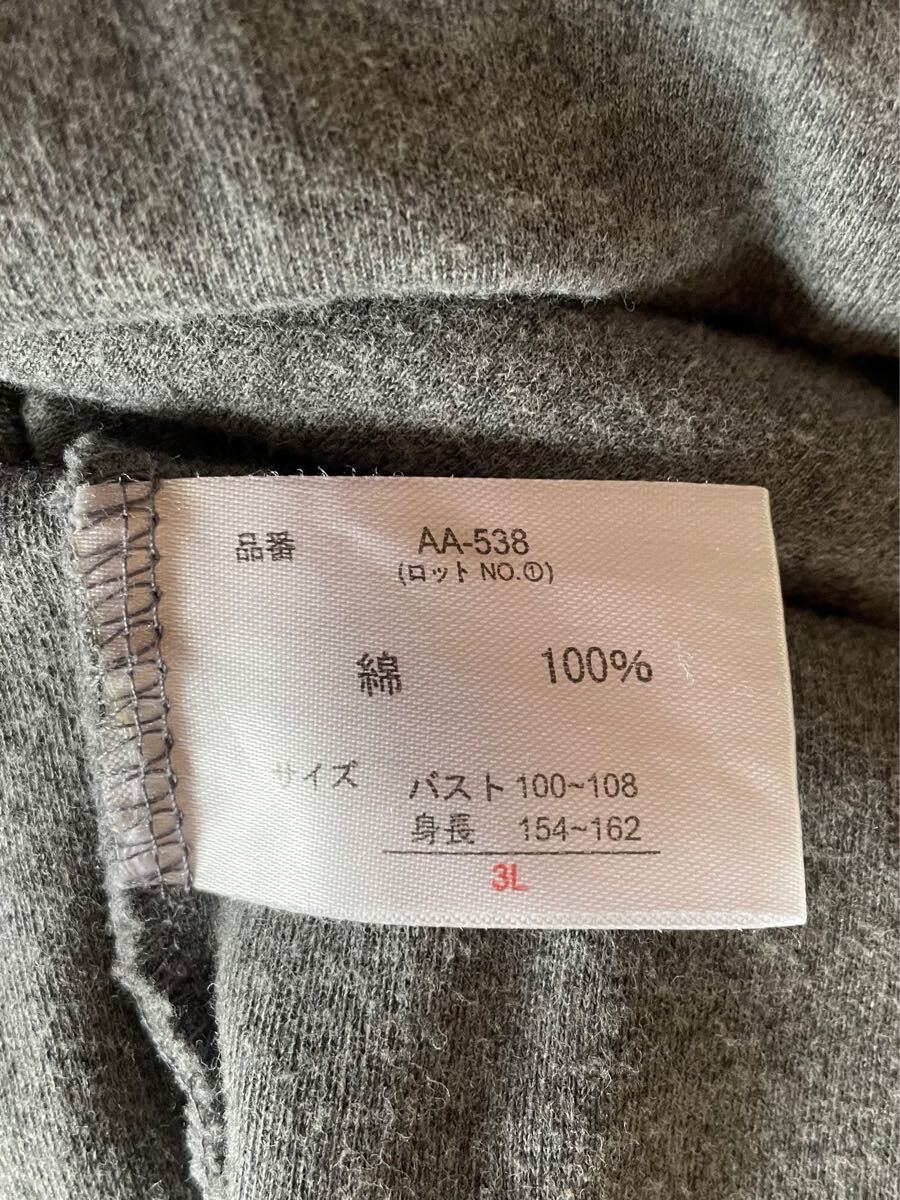 品番 AA-538
(ロット NO.①)
綿 100%
サイズ バスト 100~108
身長 154~162
3L